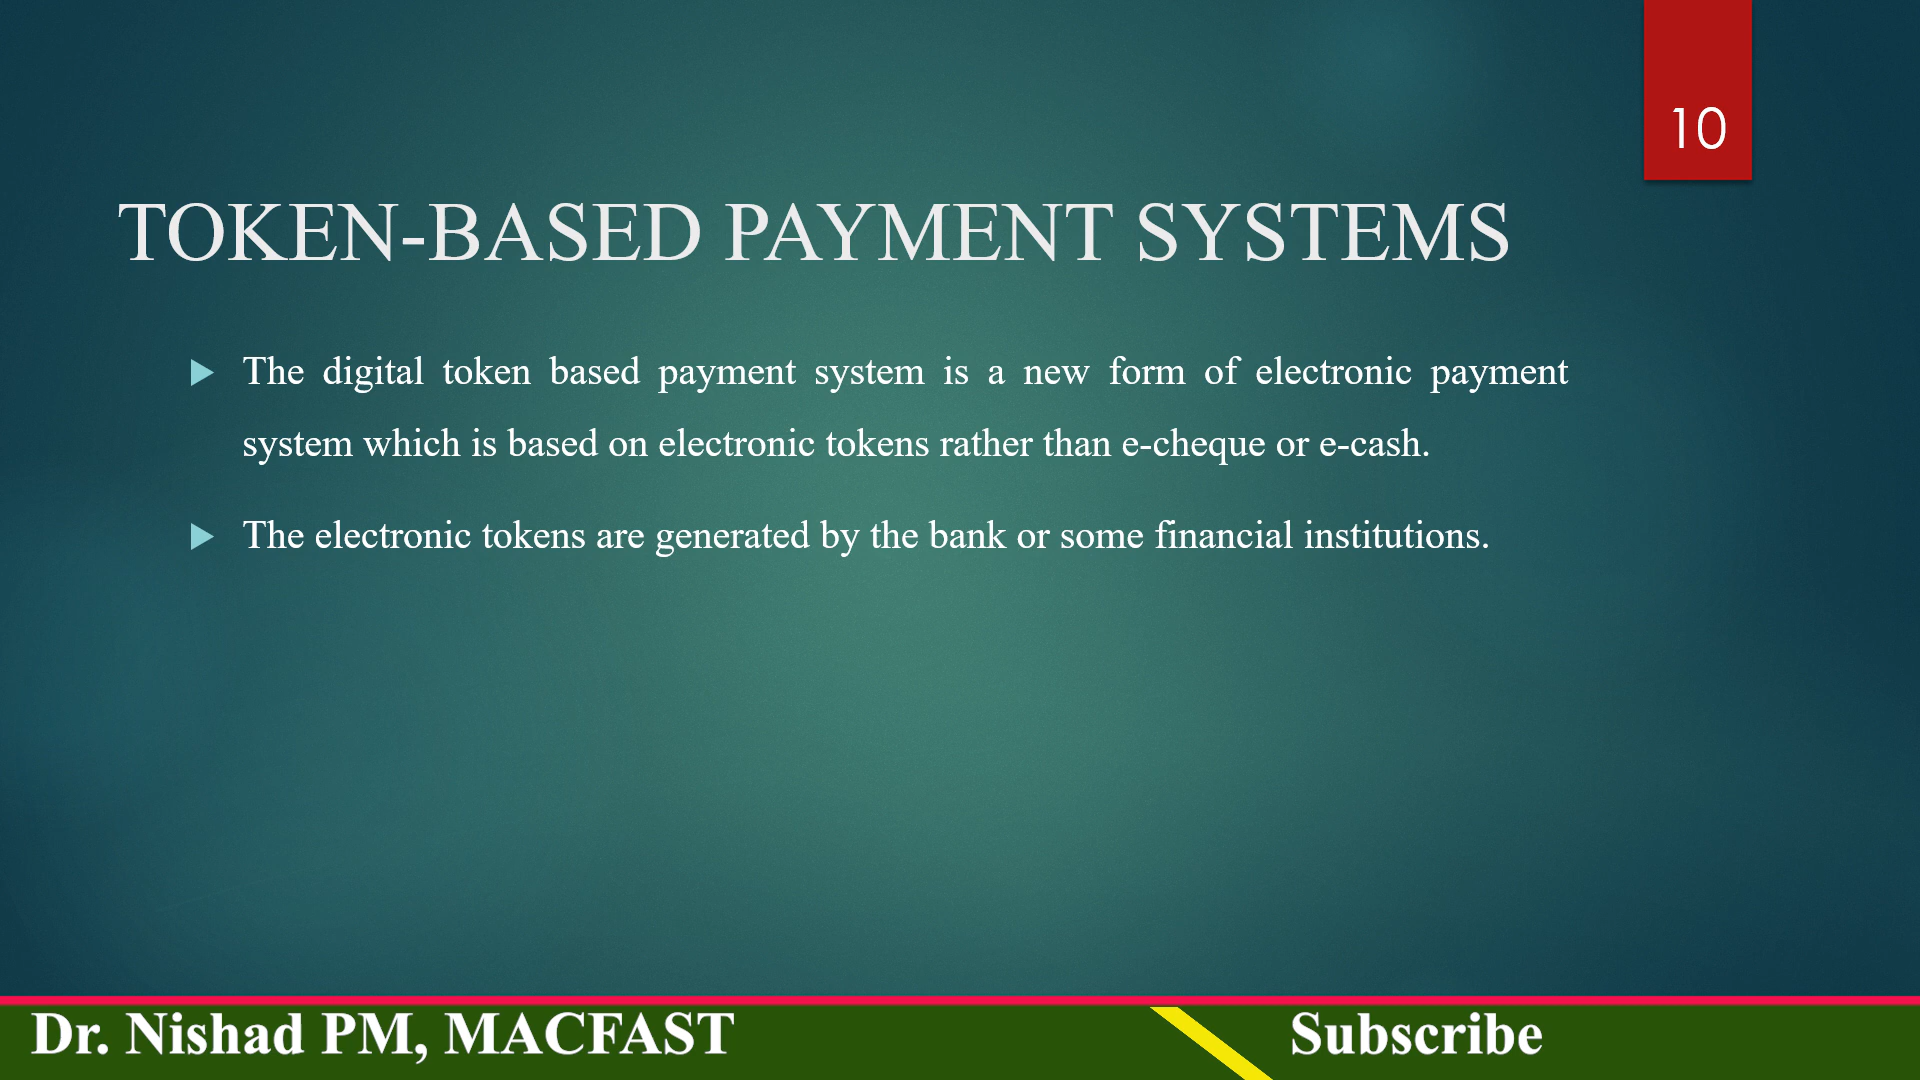 10
TOKEN-BASED PAYMENT SYSTEMS
The digital token based payment system is a new form of electronic payment
system which is based on electronic tokens rather than e-cheque or e-cash.
The electronic tokens are generated by the bank or some financial institutions.
Dr. Nishad PM, MACFAST
Subscribe